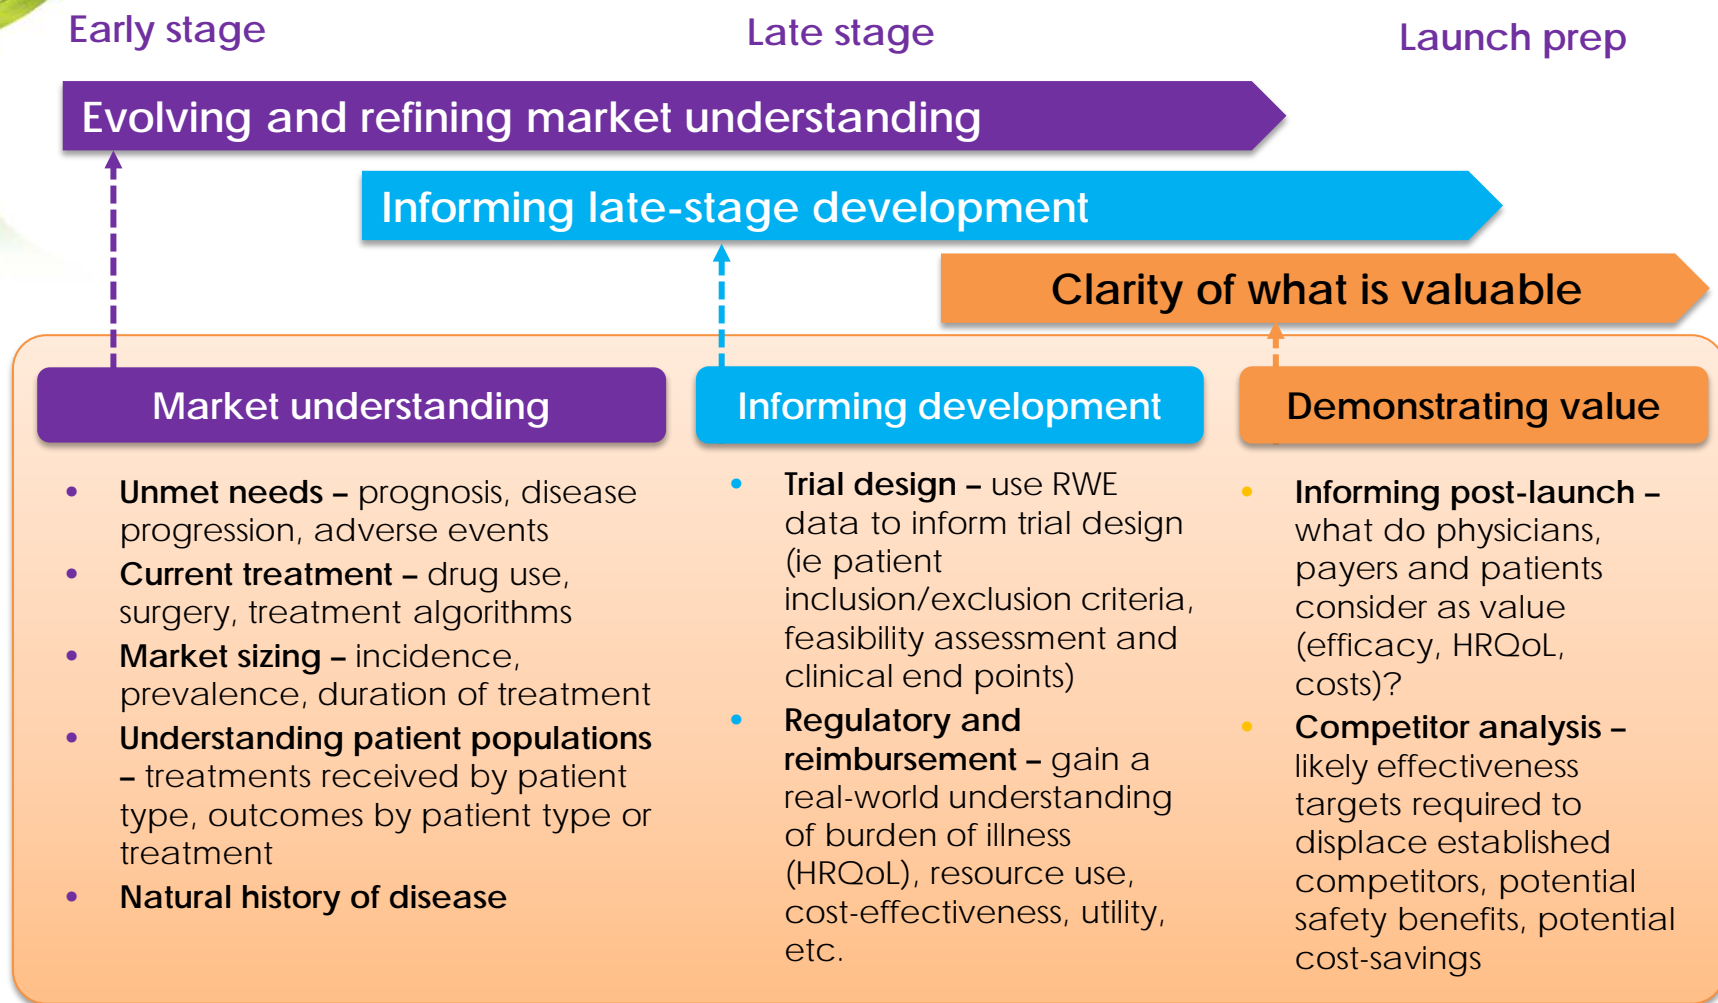 Early stage
Late stage
Launch prep
Evolving and refining market understanding
Informing late-stage development
Clarity of what is valuable
Market understanding
• Unmet needs – prognosis, disease
progression, adverse events
• Current treatment – drug use,
surgery, treatment algorithms
• Market sizing – incidence,
prevalence, duration of treatment
• Understanding patient populations
– treatments received by patient
type, outcomes by patient type or
treatment
• Natural history of disease
Informing development
• Trial design – use RWE
data to inform trial design
(ie patient
inclusion/exclusion criteria,
feasibility assessment and
clinical end points)
• Regulatory and
reimbursement – gain a
real-world understanding
of burden of illness
(HRQoL), resource use,
cost-effectiveness, utility,
etc.
Demonstrating value
• Informing post-launch –
what do physicians,
payers and patients
consider as value
(efficacy, HRQoL,
costs)?
• Competitor analysis –
likely effectiveness
targets required to
displace established
competitors, potential
safety benefits, potential
cost-savings